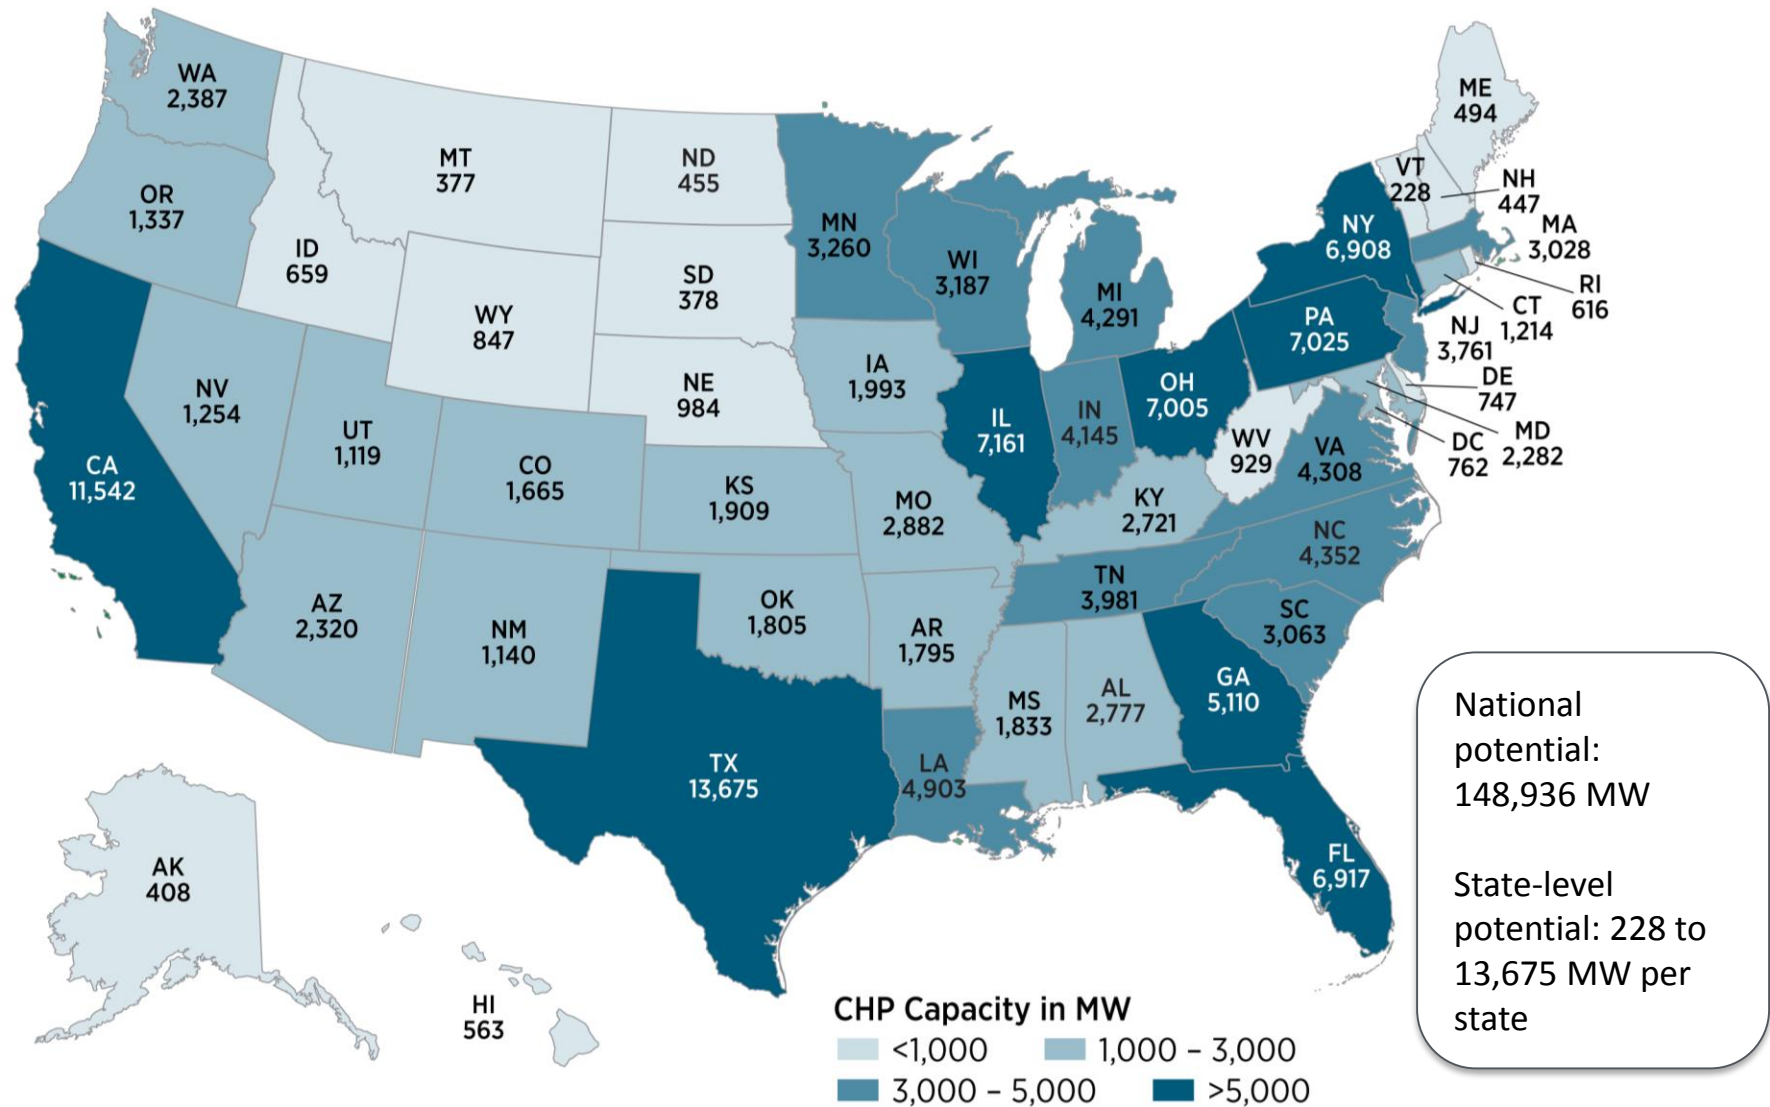 WA
2,387
OR
1,337
CA
11,542
ID
659
NV
1,254
MT
377
WY
847
UT
1,119
AZ
2,320
CO
1,665
NM
1,140
ND
455
SD
378
NE
984
KS
1,909
OK
1,805
TX
13,675
MN
3,260
IA
1,993
MO
2,882
AR
1,795
LA
4,903
WI
3,187
IL
7,161
MI
4,291
IN
4,145
OH
7,005
KY
2,721
TN
3,981
MS
1,833
AL
2,777
GA
5,110
FL
6,917
SC
3,063
NC
4,352
VA
4,308
WV
929
PA
7,025
NY
6,908
VT
228
ME
494
NH
447
MA
3,028
RI
616
CT
1,214
NJ
3,761
DE
747
MD
2,282
DC
762
AK
408
HI
563
National
potential:
148,936 MW
State-level
potential: 228 to
13,675 MW per
state
CHP Capacity in MW
<1,000
1,000 – 3,000
3,000 – 5,000
>5,000